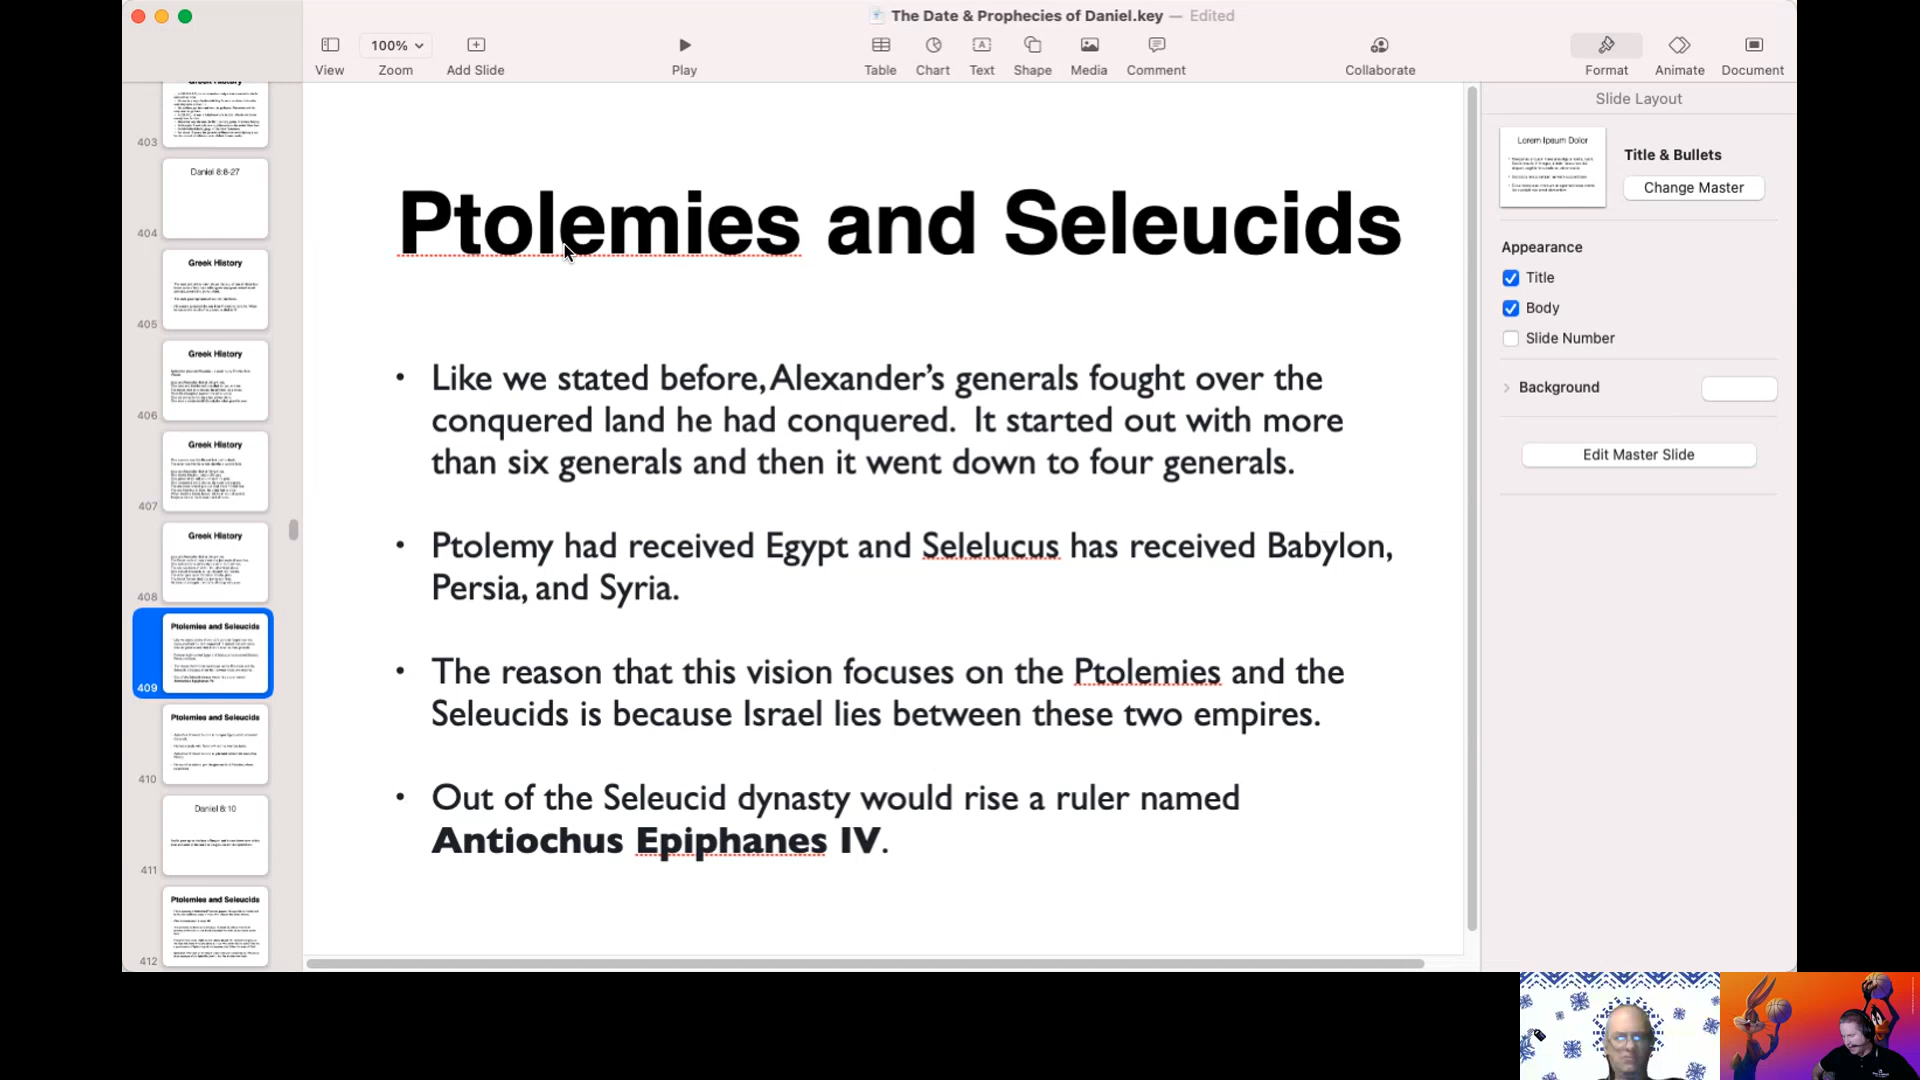 The Date & Prophecies of Daniel.key — Edited
View
100%
Zoom
Add Slide
Play
Table
Chart
Text
Shape
Media
Comment
Collaborate
Format
Animate
Document
Greek History
403
Daniel 8:8-27
404
Greek History
405
Greek History
406
Greek History
407
Greek History
408
Ptolemies and Seleucids
409
Ptolemies and Seleucids
410
Daniel 8:10
411
Ptolemies and Seleucids
412
Ptolemies and Seleucids
• Like we stated before, Alexander’s generals fought over the
conquered land he had conquered. It started out with more
than six generals and then it went down to four generals.
• Ptolemy had received Egypt and Selelucus has received Babylon,
Persia, and Syria.
• The reason that this vision focuses on the Ptolemies and the
Seleucids is because Israel lies between these two empires.
• Out of the Seleucid dynasty would rise a ruler named
Antiochus Epiphanes IV.
Slide Layout
Lorem Ipsum Dolor
Title & Bullets
Change Master
Appearance
Title
Body
Slide Number
Background
Edit Master Slide